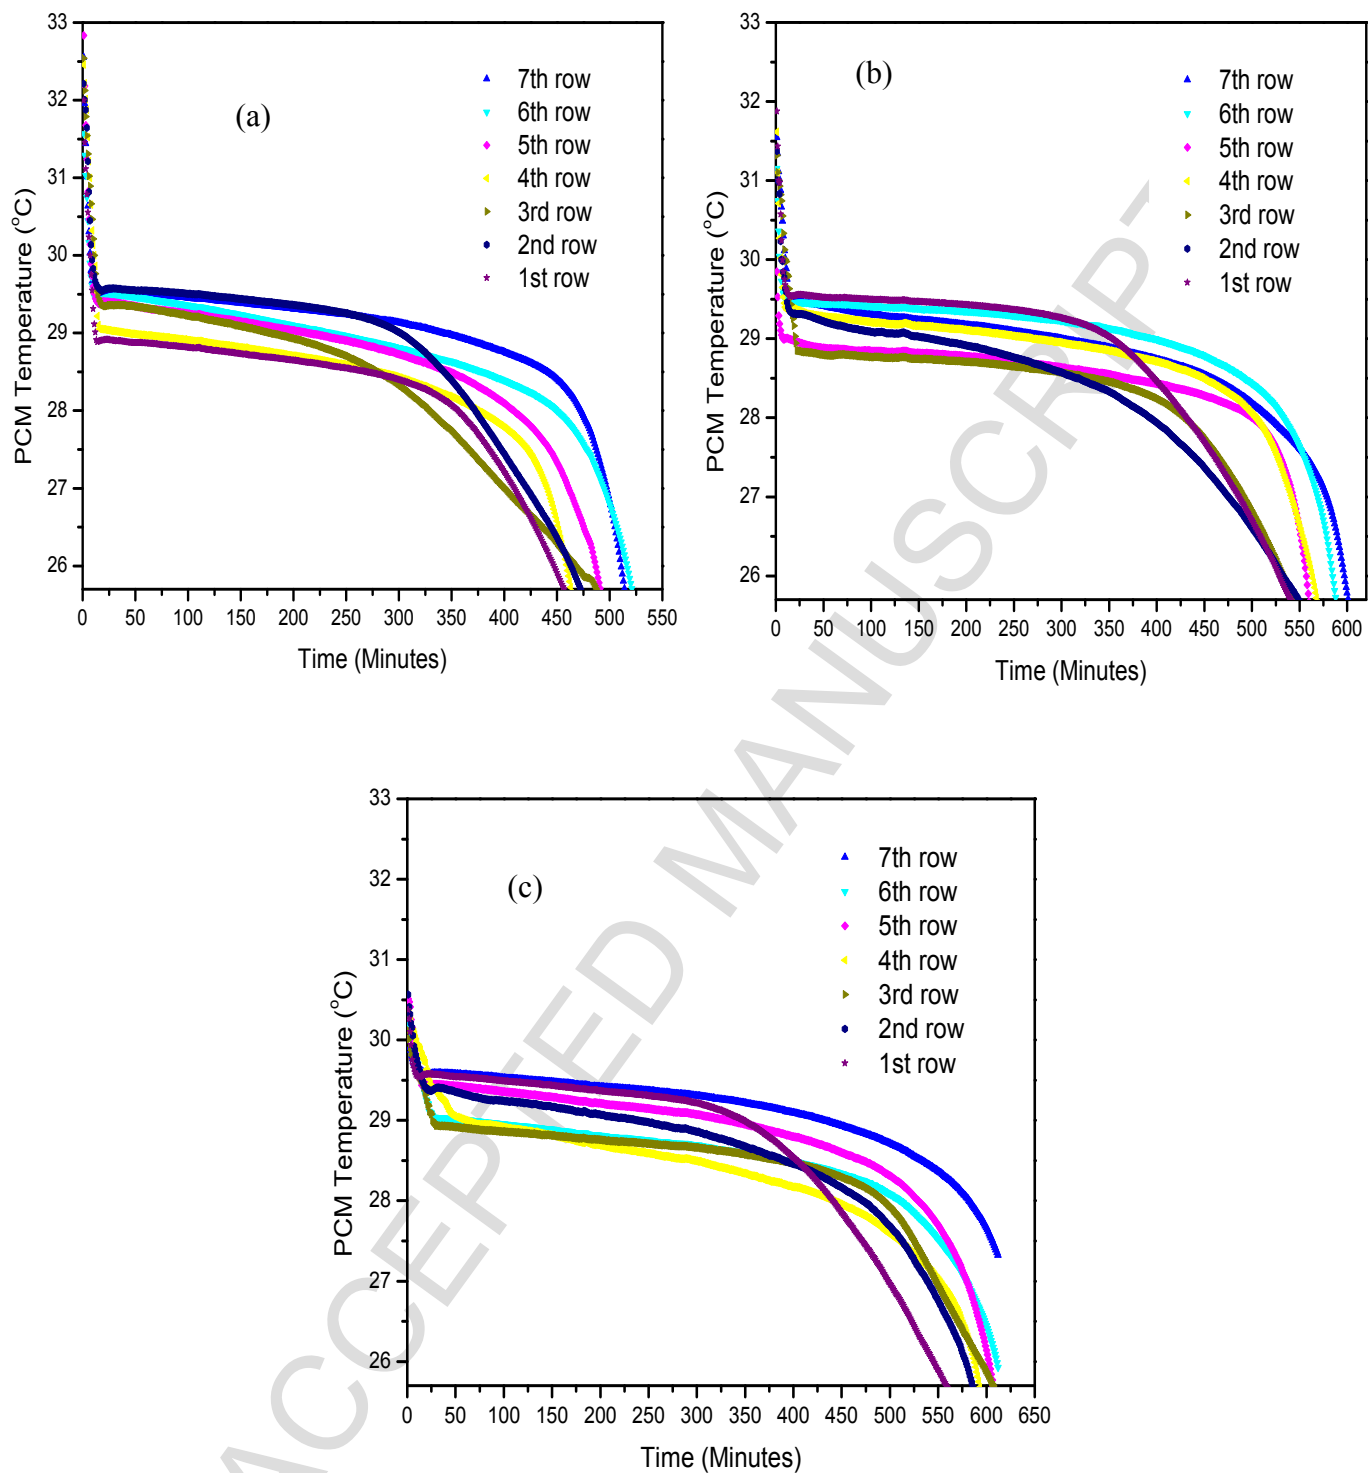 (a)
7th row
6th row
5th row
4th row
3rd row
2nd row
1st row
33
32
31
30
29
28
27
26
PCM Temperature (°C)
0 50 100 150 200 250 300 350 400 450 500 550
Time (Minutes)
(b)
7th row
6th row
5th row
4th row
3rd row
2nd row
1st row
33
32
31
30
29
28
27
26
PCM Temperature (°C)
0 50 100 150 200 250 300 350 400 450 500 550 600
Time (Minutes)
(c)
7th row
6th row
5th row
4th row
3rd row
2nd row
1st row
33
32
31
30
29
28
27
26
PCM Temperature (°C)
0 50 100 150 200 250 300 350 400 450 500 550 600 650
Time (Minutes)
ACCEPTED MANUSCRIPT